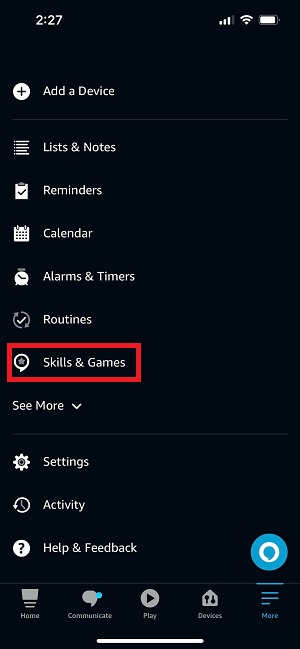 2:27
Add a Device
Lists & Notes
Reminders
Calendar
Alarms & Timers
Routines
Skills & Games
See More
Settings
Activity
Help & Feedback
Home Communicate Play Devices More